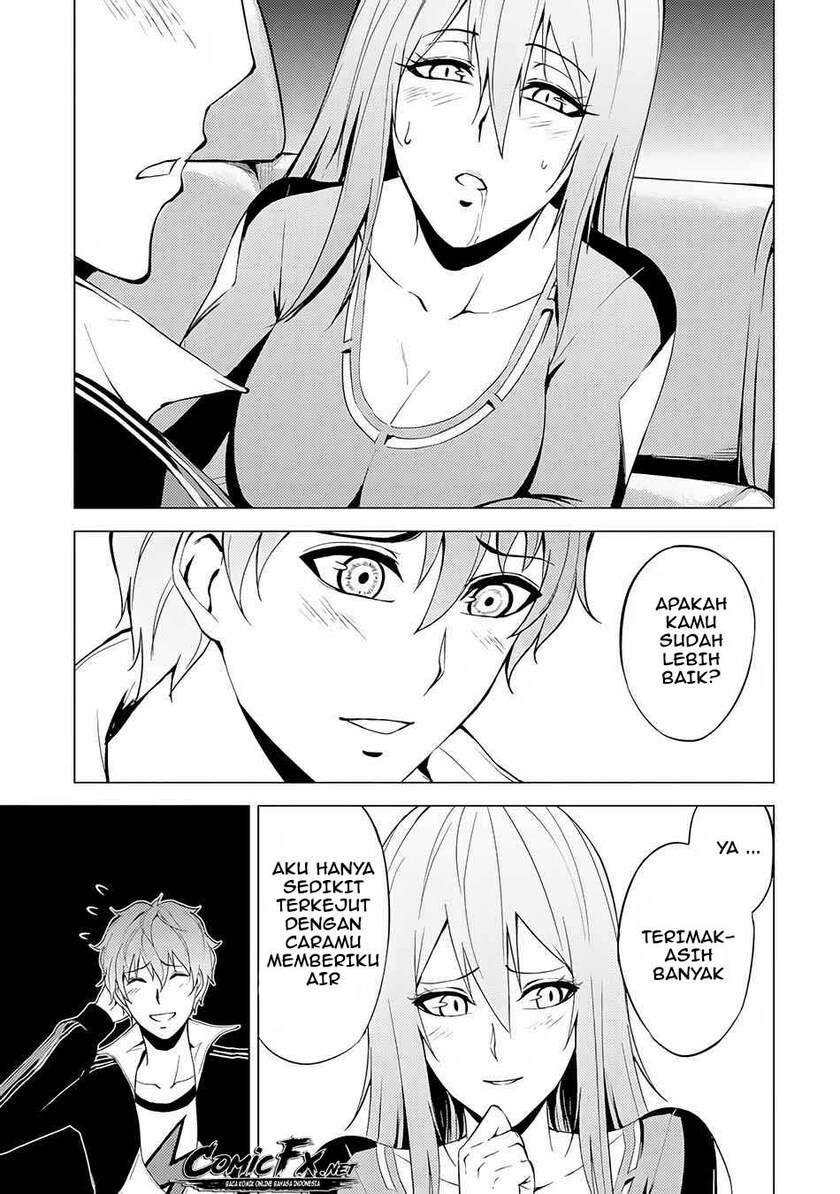 APAKAH
KAMU
SUDAH
LEBIH
BAIK?
YA ...
TERIMAK-
ASIH
BANYAK
AKU HANYA
SEDIKIT
TERKEJUT
DENGAN
CARAMU
MEMBERIKU
AIR
COMICFX.NET
BACA KOMIK ONLINE BAHASA INDONESIA